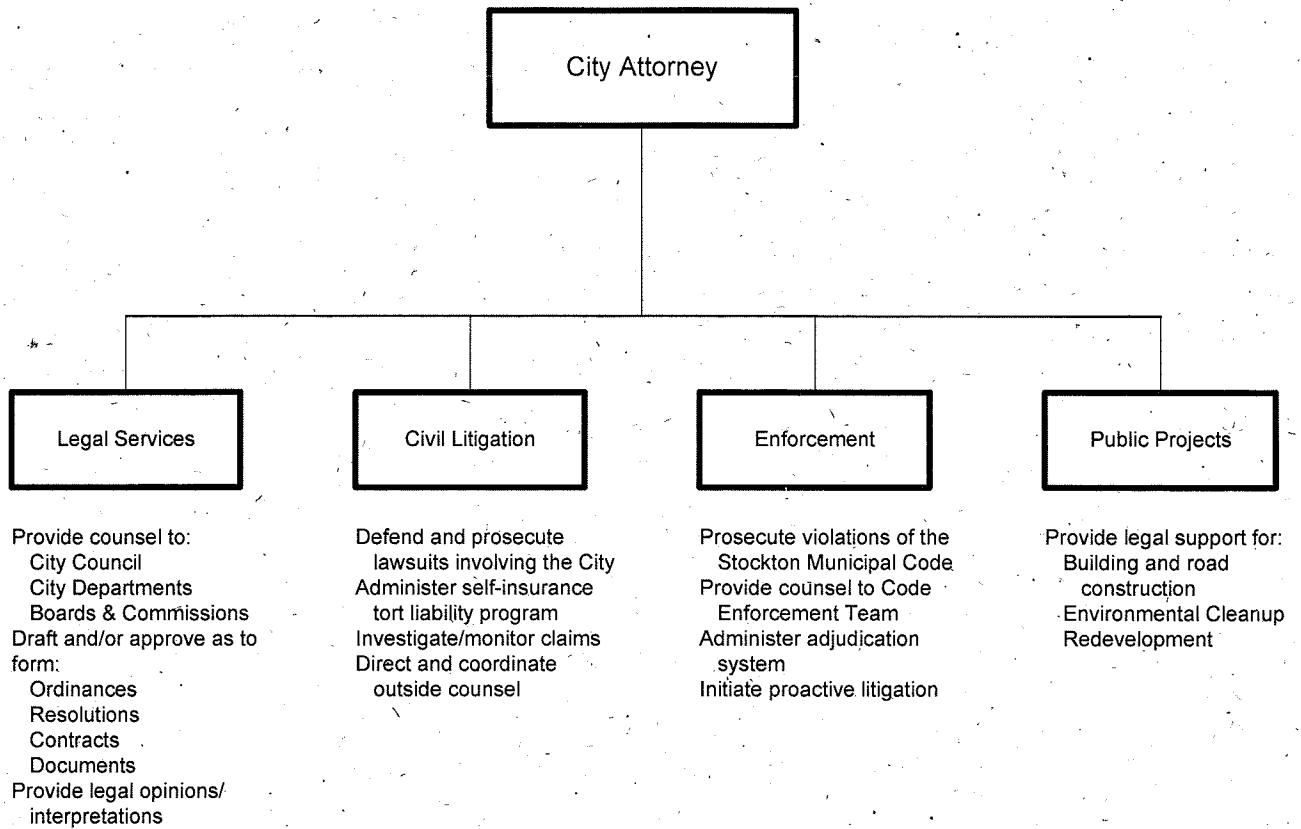 City Attorney
Legal Services
Civil Litigation
Enforcement
Public Projects
Provide counsel to:
City Council
City Departments
Boards & Commissions
Draft and/or approve as to
form:
Ordinances
Resolutions
Contracts
Documents
Provide legal opinions/
interpretations
Defend and prosecute
lawsuits involving the City
Administer self-insurance
tort liability program
Investigate/monitor claims
Direct and coordinate
outside counsel
Prosecute violations of the
Stockton Municipal Code
Provide counsel to Code
Enforcement Team
Administer adjudication
system
Initiate proactive litigation
Provide legal support for:
Building and road
construction
Environmental Cleanup
Redevelopment